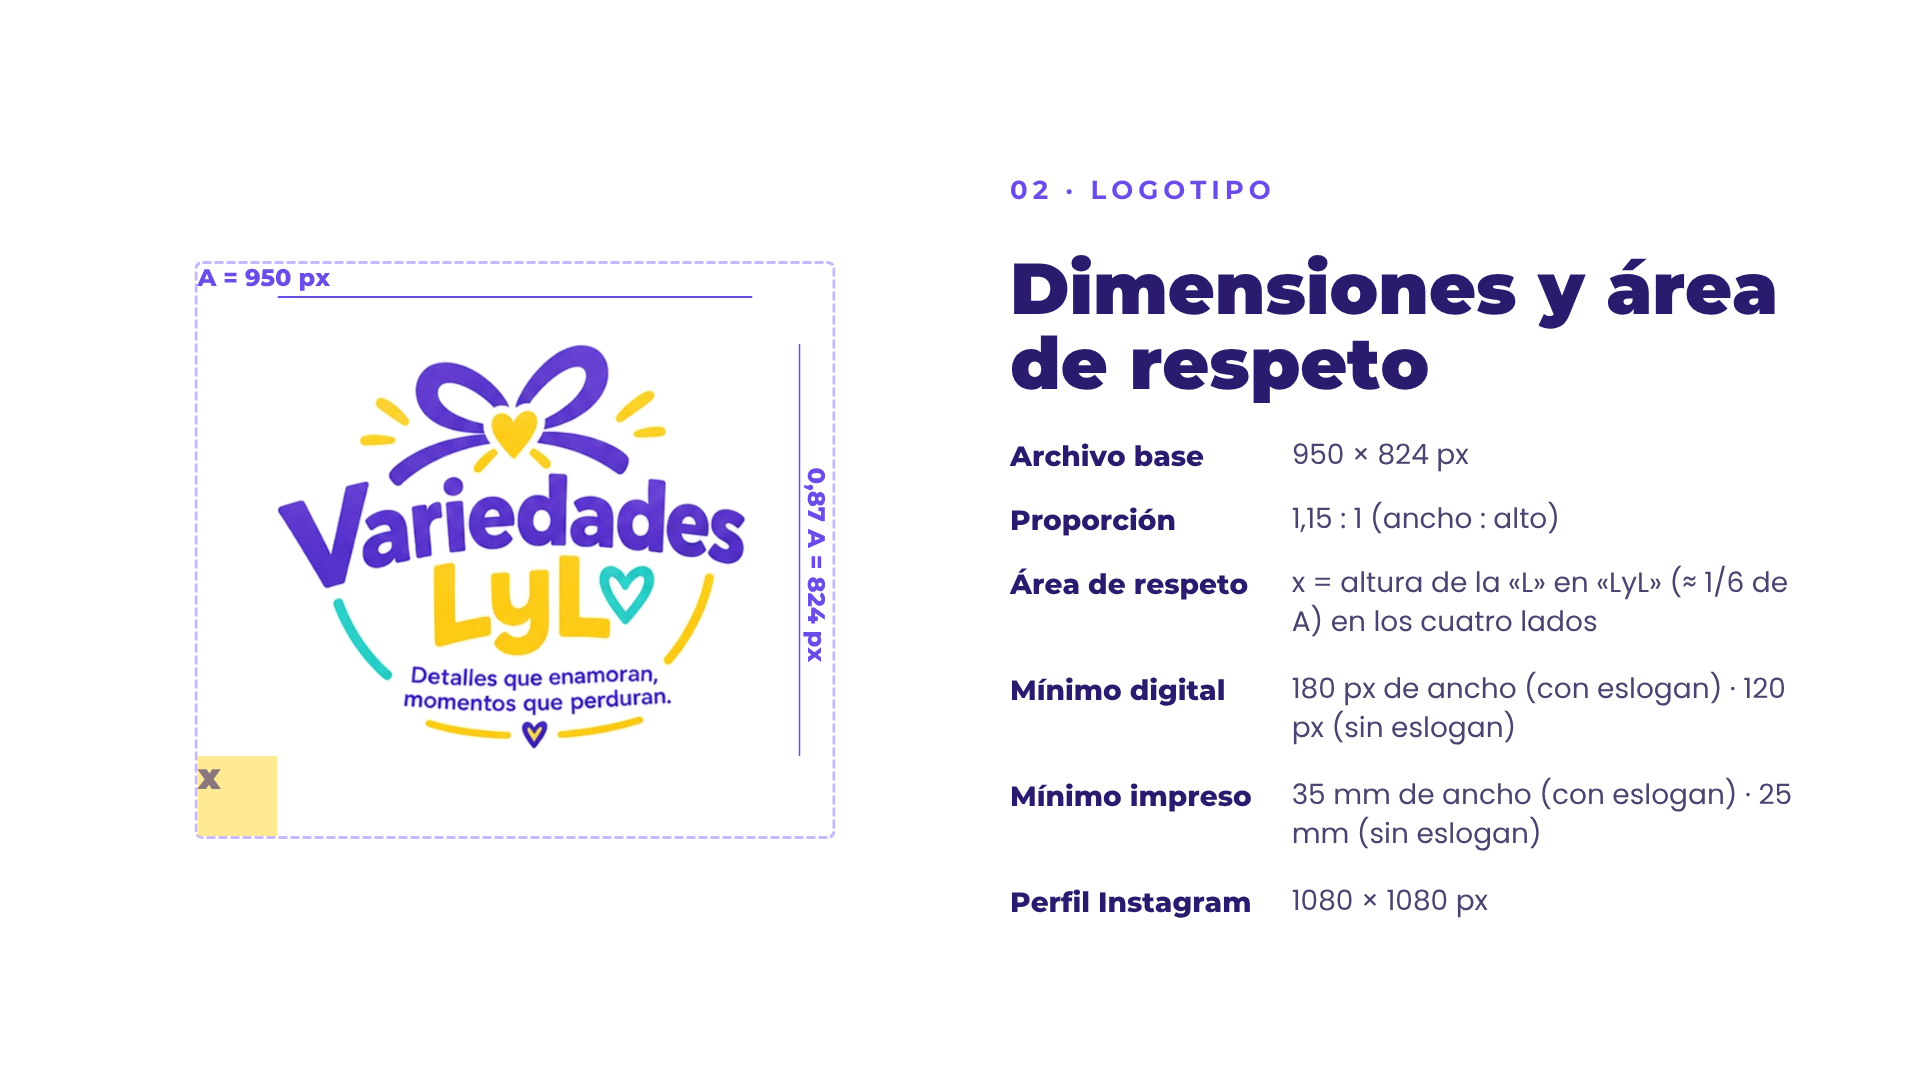 A = 950 px
Variedades
LyL
Detalles que enamoran,
momentos que perduran.
0,87 A = 824 px
x
02 · LOGOTIPO
Dimensiones y área
de respeto
Archivo base 950 × 824 px
Proporción 1,15 : 1 (ancho : alto)
Área de respeto x = altura de la «L» en «LyL» (≈ 1/6 de
A) en los cuatro lados
Mínimo digital 180 px de ancho (con eslogan) · 120
px (sin eslogan)
Mínimo impreso 35 mm de ancho (con eslogan) · 25
mm (sin eslogan)
Perfil Instagram 1080 × 1080 px